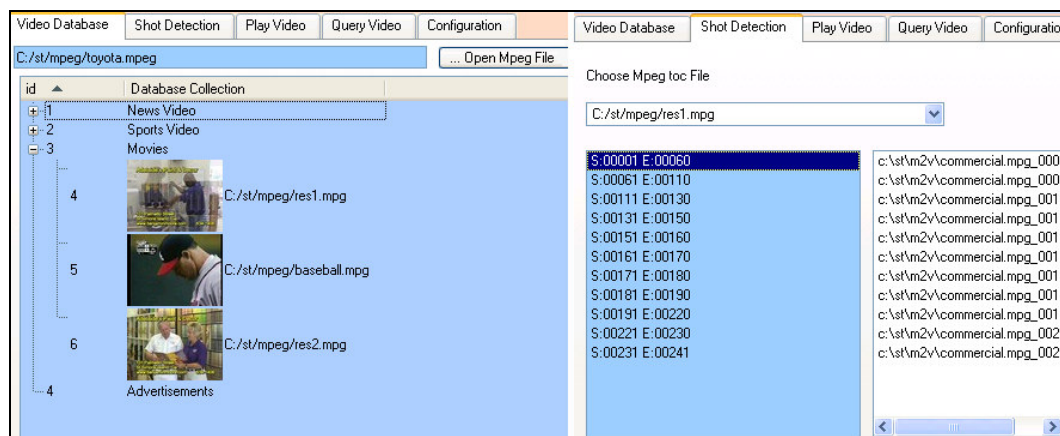 Video Database Shot Detection Play Video Query Video Configuration
C:/st/mpeg/toyota.mpeg ... Open Mpeg File
id Database Collection
1 News Video
2 Sports Video
3 Movies
4 C:/st/mpeg/res1.mpg
5 C:/st/mpeg/baseball.mpg
6 C:/st/mpeg/res2.mpg
4 Advertisements
Video Database Shot Detection Play Video Query Video Configuratio
Choose Mpeg toc File
C:/st/mpeg/res1.mpg
S:00001 E:00060 c:\st\m2v\commercial.mpg_000
S:00061 E:00110 c:\st\m2v\commercial.mpg_000
S:00111 E:00130 c:\st\m2v\commercial.mpg_001
S:00131 E:00150 c:\st\m2v\commercial.mpg_001
S:00151 E:00160 c:\st\m2v\commercial.mpg_001
S:00161 E:00170 c:\st\m2v\commercial.mpg_001
S:00171 E:00180 c:\st\m2v\commercial.mpg_001
S:00181 E:00190 c:\st\m2v\commercial.mpg_001
S:00191 E:00220 c:\st\m2v\commercial.mpg_001
S:00221 E:00230 c:\st\m2v\commercial.mpg_002
S:00231 E:00241 c:\st\m2v\commercial.mpg_002